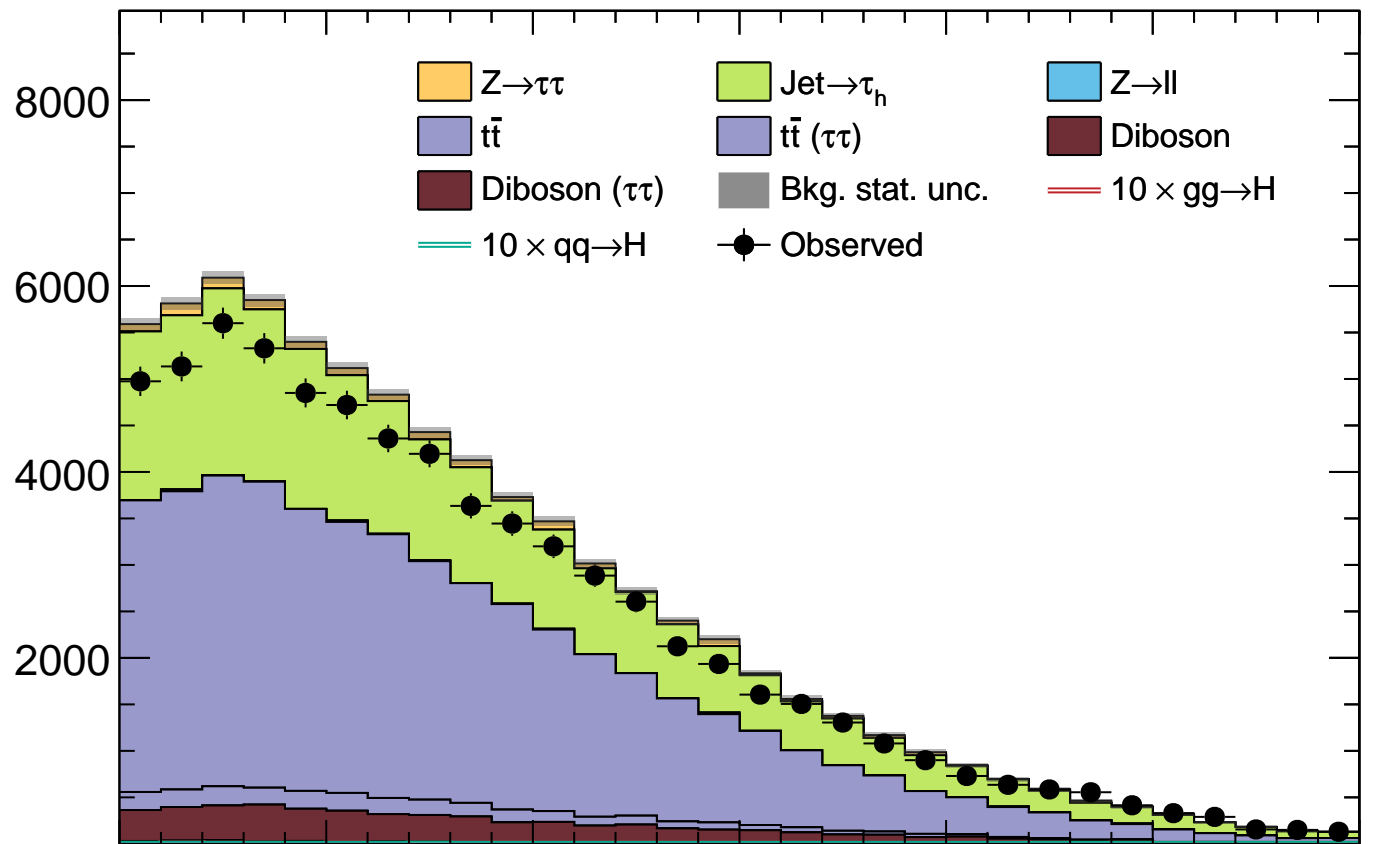 8000
6000
4000
2000
Z→ττ Jet→τh Z→ll
tt̄ tt̄ (ττ) Diboson
Diboson (ττ) Bkg. stat. unc. 10 × gg→H
10 × qq→H Observed